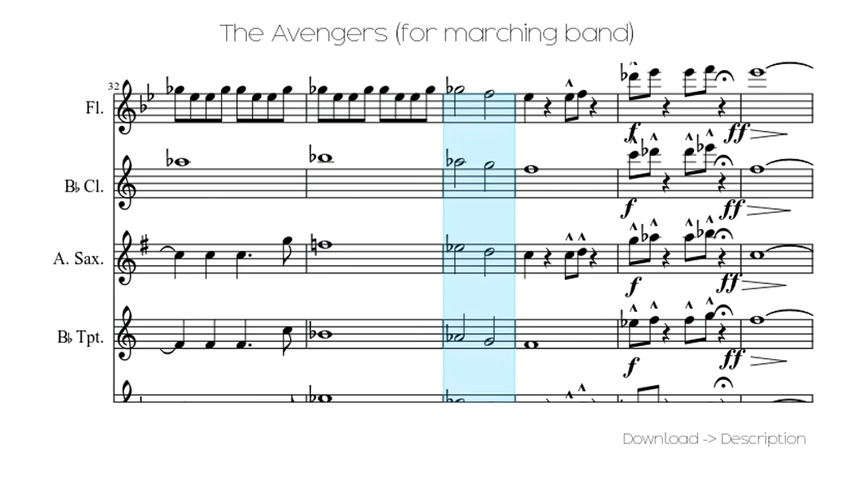 The Avengers (for marching band)
32
Fl.
f
ff
B♭ Cl.
f
ff
A. Sax.
f
ff
B♭ Tpt.
f
ff
Download -> Description